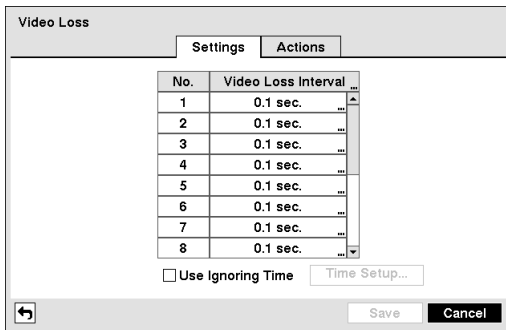 Video Loss
Settings Actions
No. Video Loss Interval ...
1 0.1 sec. ...
2 0.1 sec. ...
3 0.1 sec. ...
4 0.1 sec. ...
5 0.1 sec. ...
6 0.1 sec. ...
7 0.1 sec. ...
8 0.1 sec. ...
Use Ignoring Time Time Setup...
Save Cancel